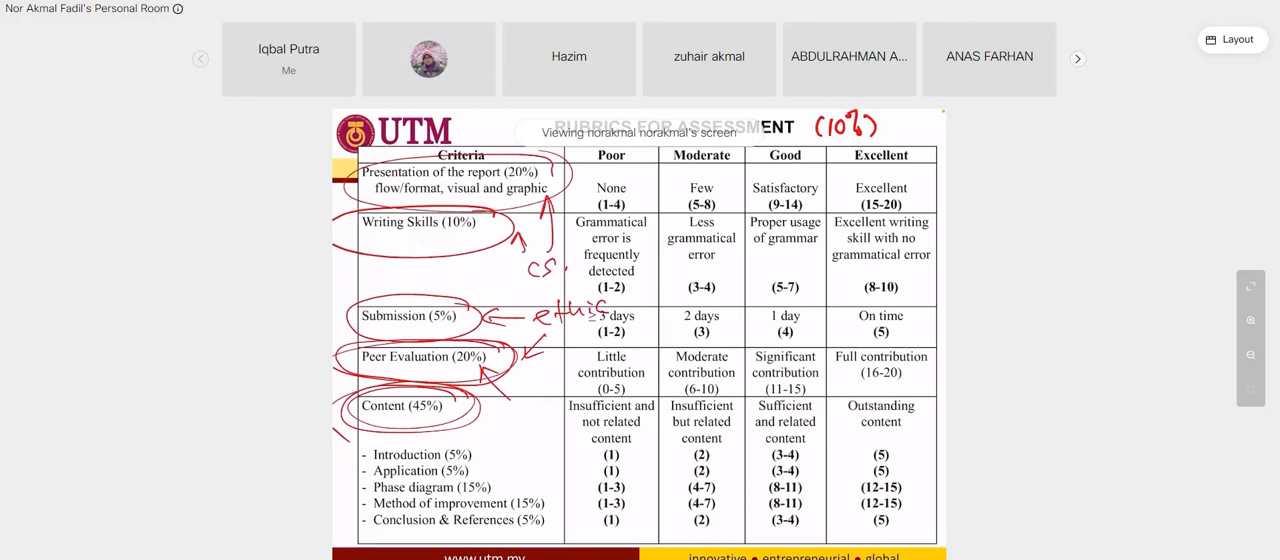 Nor Akmal Fadil's Personal Room
Layout
Iqbal Putra
Me
Hazim
zuhair akmal
ABDULRAHMAN A...
ANAS FARHAN
UTM
RUBRICS FOR ASSESSMENT (10%)
Viewing norakmal norakmal's screen
Criteria Poor Moderate Good Excellent
Presentation of the report (20%)
flow/format, visual and graphic None Few Satisfactory Excellent
(1-4) (5-8) (9-14) (15-20)
Writing Skills (10%) Grammatical Less Proper usage Excellent writing
error is grammatical of grammar skill with no
frequently error grammatical error
detected
CS.
(1-2) (3-4) (5-7) (8-10)
ethic
Submission (5%) ≥3 days 2 days 1 day On time
(1-2) (3) (4) (5)
Peer Evaluation (20%) Little Moderate Significant Full contribution
contribution contribution contribution (16-20)
(0-5) (6-10) (11-15)
Content (45%) Insufficient and Insufficient Sufficient Outstanding
not related but related and related content
content content content
- Introduction (5%) (1) (2) (3-4) (5)
- Application (5%) (1) (2) (3-4) (5)
- Phase diagram (15%) (1-3) (4-7) (8-11) (12-15)
- Method of improvement (15%) (1-3) (4-7) (8-11) (12-15)
- Conclusion & References (5%) (1) (2) (3-4) (5)
www.utm.my innovative ● entrepreneurial ● global